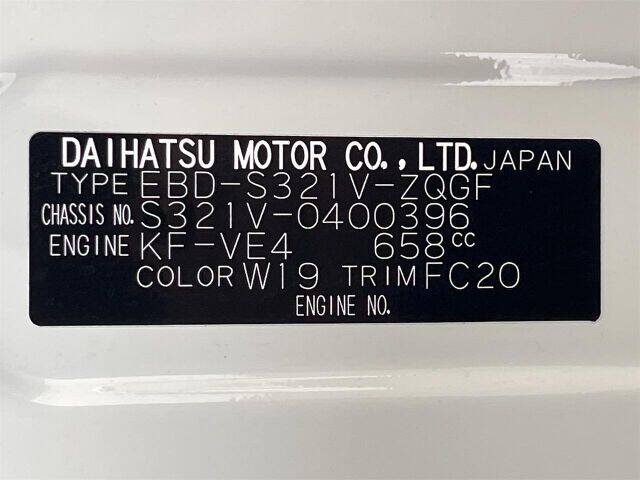 DAIHATSU MOTOR CO., LTD. JAPAN
TYPE EBD-S321V-ZQGF
CHASSIS NO. S321V-0400396
ENGINE KF-VE4 658cc
COLOR W19 TRIM FC20
ENGINE NO.